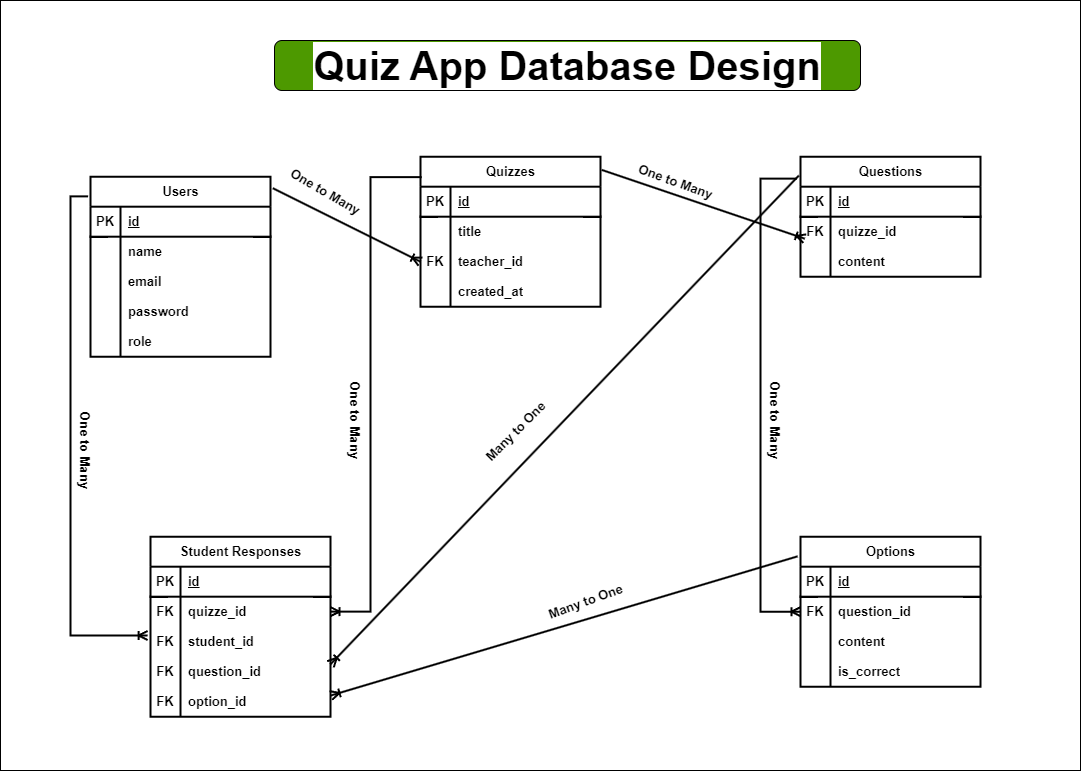 Quiz App Database Design
Users
PK id
name
email
password
role
One to Many
Quizzes
PK id
title
FK teacher_id
created_at
One to Many
Questions
PK id
FK quizze_id
content
One to Many
One to Many
Many to One
One to Many
Student Responses
PK id
FK quizze_id
FK student_id
FK question_id
FK option_id
Many to One
Options
PK id
FK question_id
content
is_correct